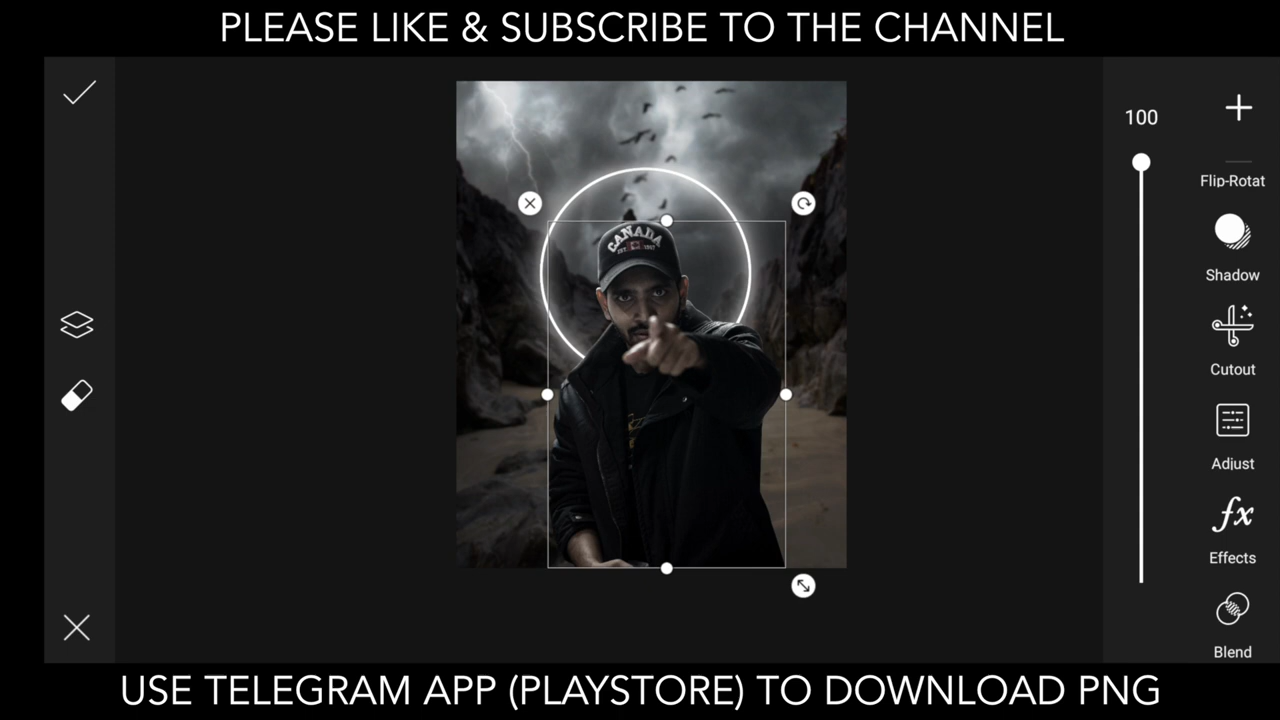 PLEASE LIKE & SUBSCRIBE TO THE CHANNEL
100
Flip-Rotat
Shadow
Cutout
Adjust
fx
Effects
Blend
CANADA
USE TELEGRAM APP (PLAYSTORE) TO DOWNLOAD PNG